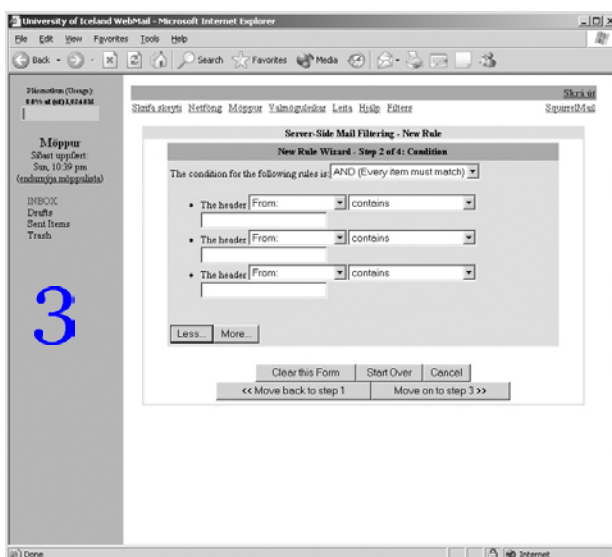 University of Iceland WebMail - Microsoft Internet Explorer
File Edit View Favorites Tools Help
Back Search Favorites Media
Skrá út
Skrifa skeyti Netföng Möppur Valmöguleikar Leita Hjálp Filters SquirrelMail
Möppur
Síðast uppfært:
Sun, 10:39 pm
(endurnýja möppulista)
INBOX
Drafts
Sent Items
Trash
3
Server-Side Mail Filtering - New Rule
New Rule Wizard - Step 2 of 4: Condition
The condition for the following rules is: AND (Every item must match)
• The header From: contains
• The header From: contains
• The header From: contains
Less... More...
Clear this Form Start Over Cancel
<< Move back to step 1 Move on to step 3 >>
Done Internet